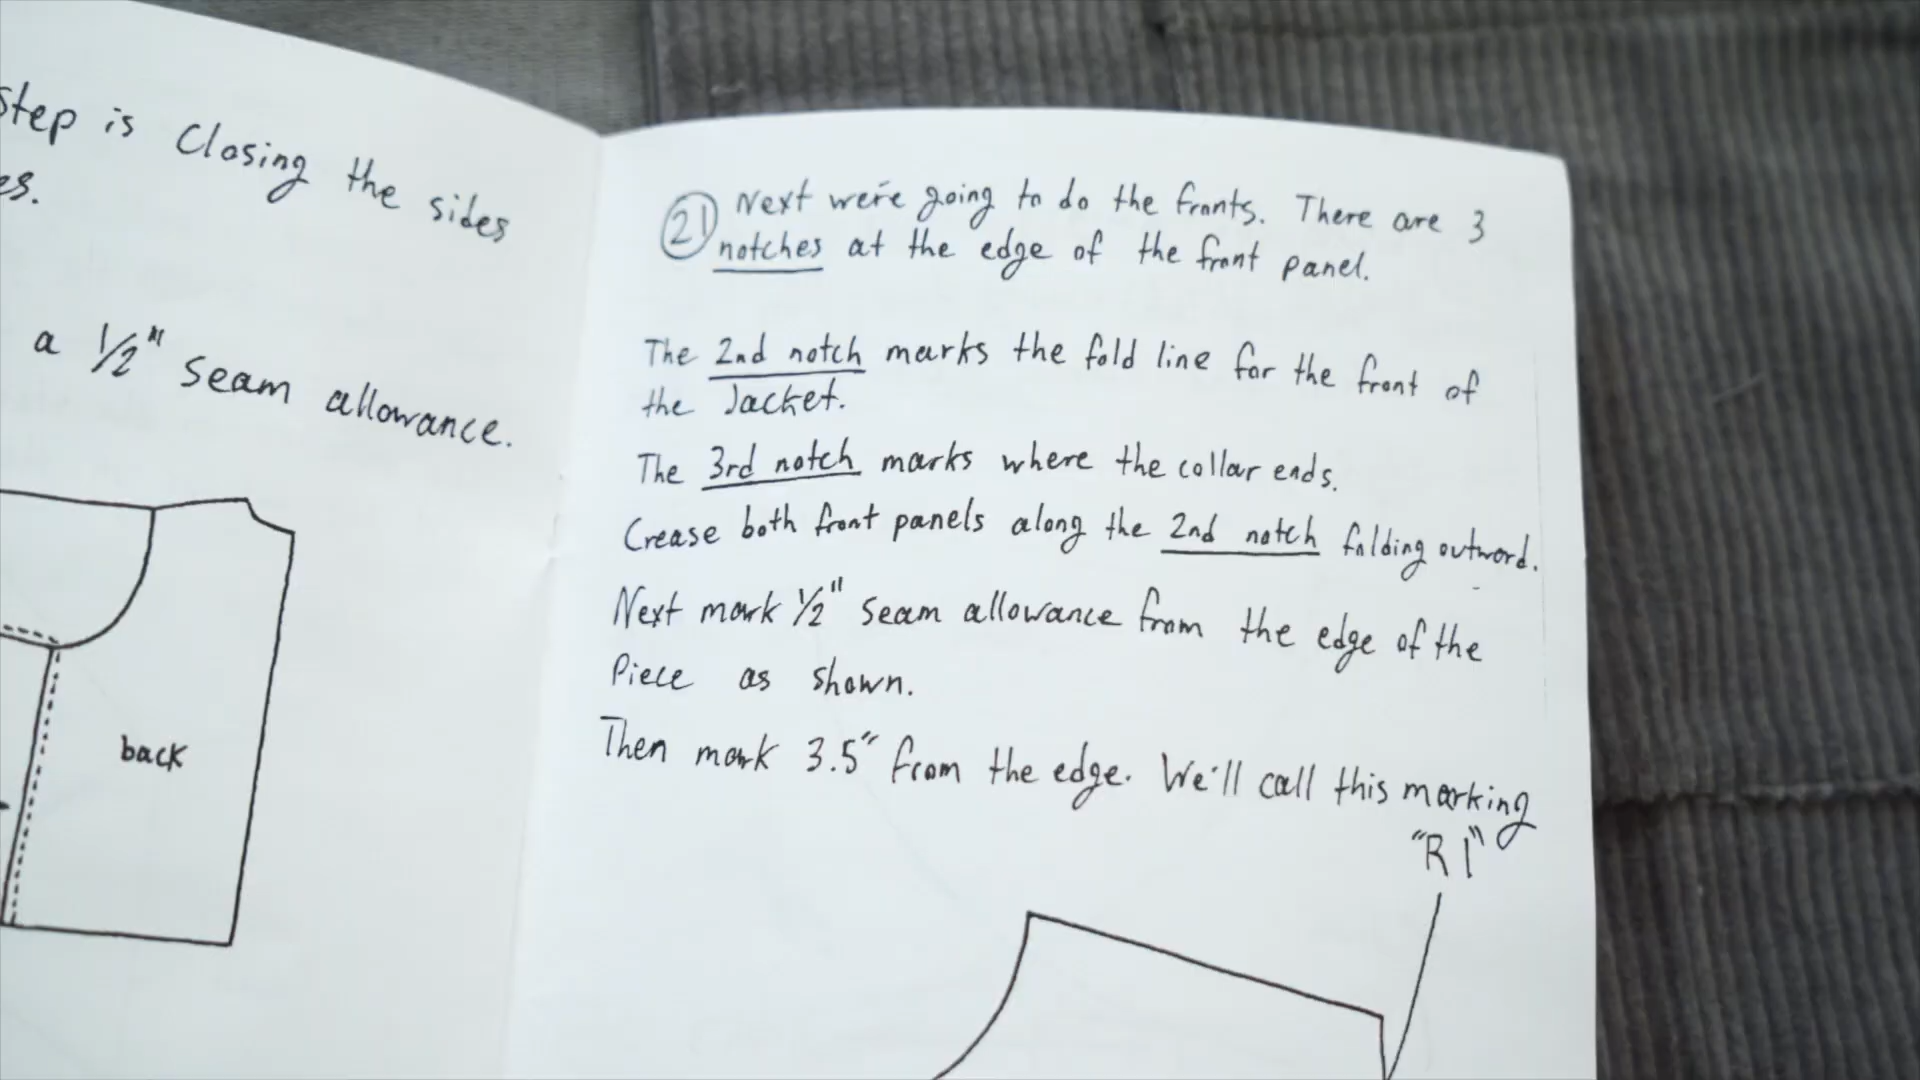 step is Closing the sides
es.
a 1/2" seam allowance.
back
21 Next we're going to do the fronts. There are 3
notches at the edge of the front panel.
The 2nd notch marks the fold line for the front of
the Jacket.
The 3rd notch marks where the collar ends.
Crease both front panels along the 2nd notch folding outword.
Next mark 1/2" seam allowance from the edge of the
Piece as shown.
Then mark 3.5" from the edge. We'll call this marking
"R1"